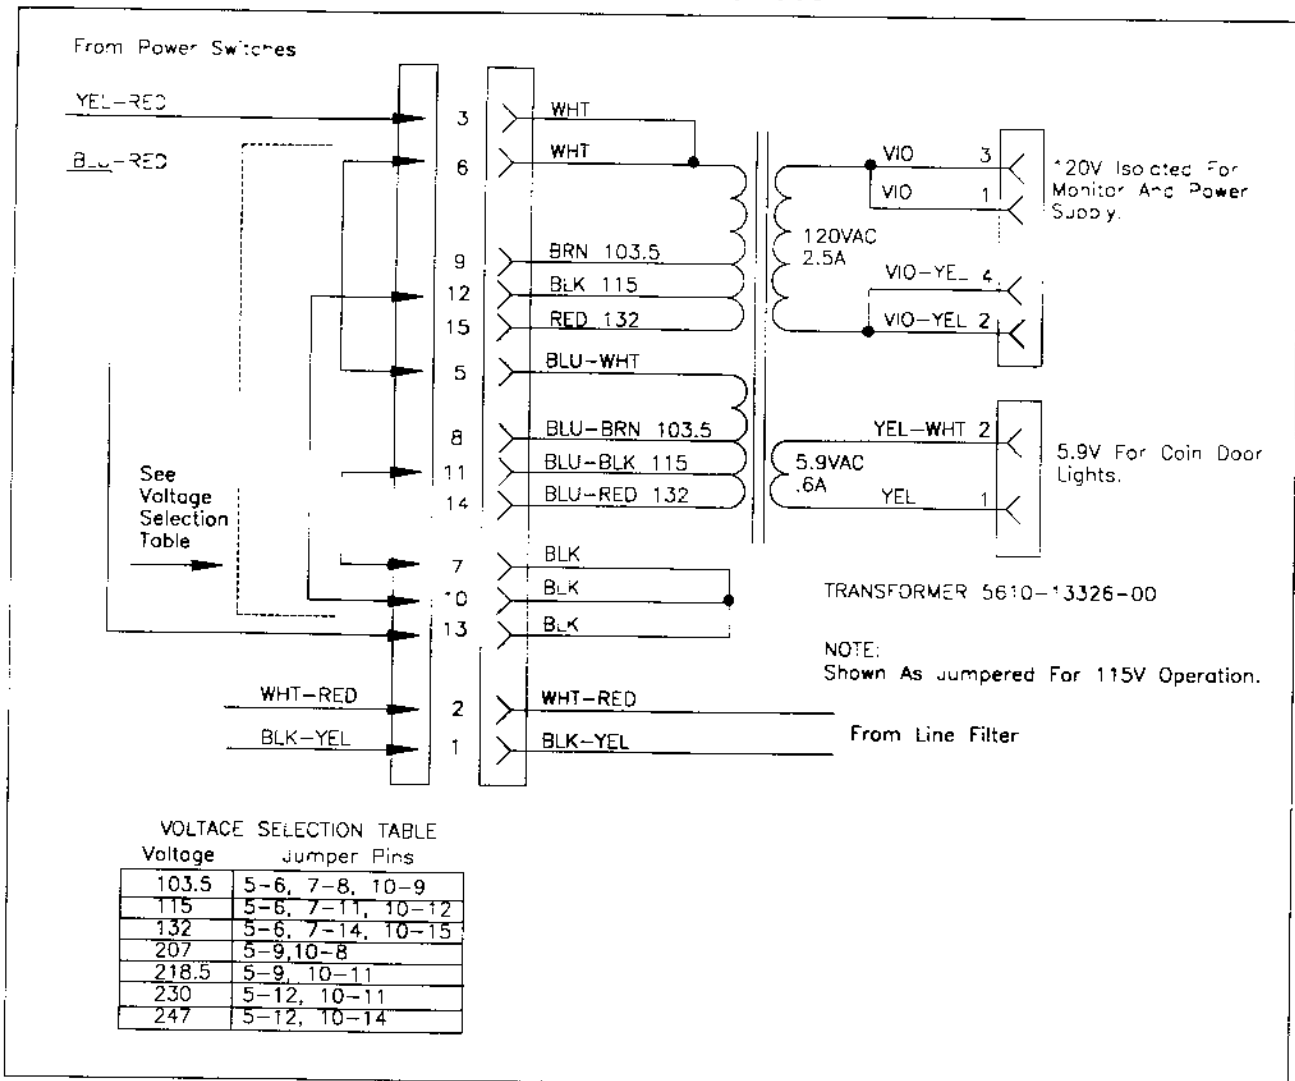 From Power Switches
YEL-RED
BLU-RED
3
6
9
12
15
5
8
11
14
7
10
13
2
1
WHT
WHT
BRN 103.5
BLK 115
RED 132
BLU-WHT
BLU-BRN 103.5
BLU-BLK 115
BLU-RED 132
BLK
BLK
BLK
WHT-RED
BLK-YEL
WHT-RED
BLK-YEL
From Line Filter
See
Voltage
Selection
Table
120VAC
2.5A
VIO 3
VIO 1
VIO-YEL 4
VIO-YEL 2
120V Isolated For
Monitor And Power
Supply.
5.9VAC
.6A
YEL-WHT 2
YEL 1
5.9V For Coin Door
Lights.
TRANSFORMER 5610-13326-00
NOTE:
Shown As Jumpered For 115V Operation.
VOLTAGE SELECTION TABLE
Voltage Jumper Pins
103.5 5-6, 7-8, 10-9
115 5-6, 7-11, 10-12
132 5-6, 7-14, 10-15
207 5-9,10-8
218.5 5-9, 10-11
230 5-12, 10-11
247 5-12, 10-14